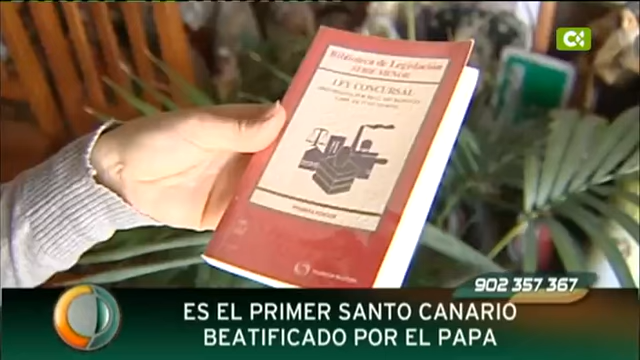 Biblioteca de Legislación
SERIE MENOR
LEY CONCURSAL
902 357 367
ES EL PRIMER SANTO CANARIO
BEATIFICADO POR EL PAPA